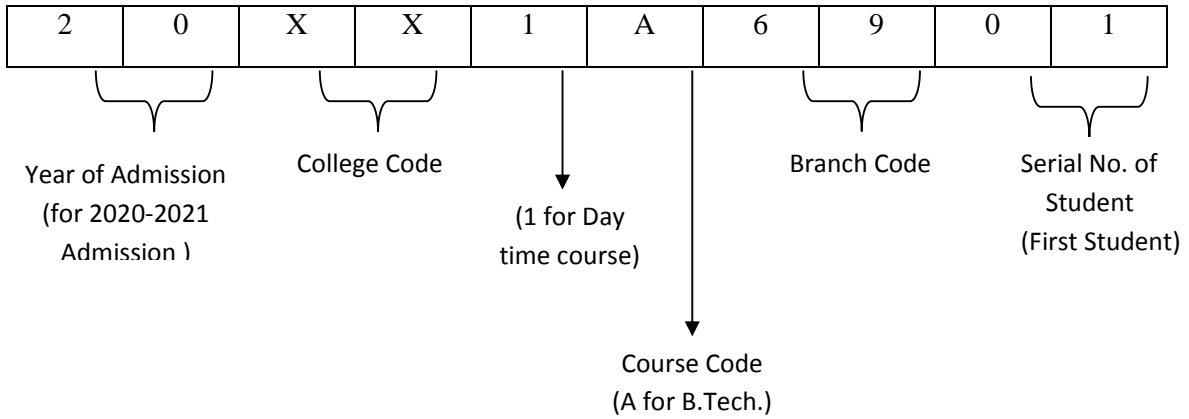 2 0 X X 1 A 6 9 0 1
Year of Admission
(for 2020-2021
Admission )
College Code
(1 for Day
time course)
Course Code
(A for B.Tech.)
Branch Code
Serial No. of
Student
(First Student)